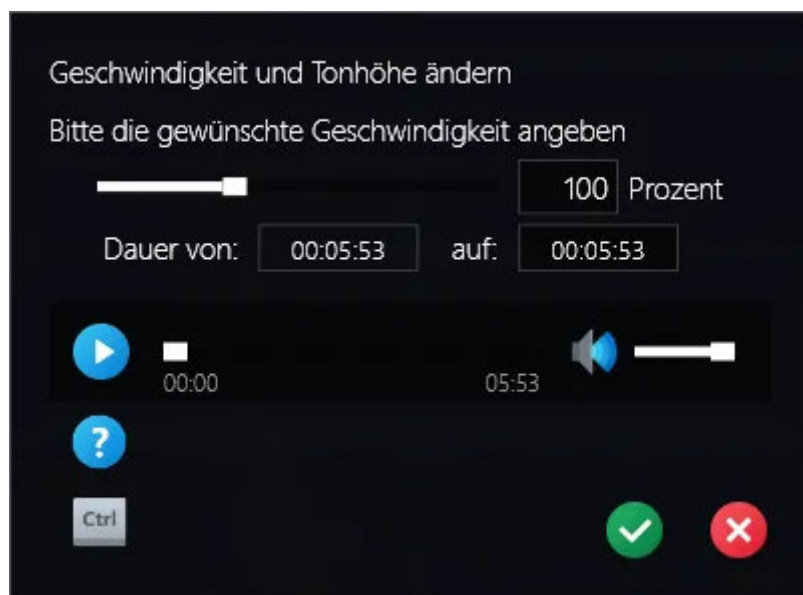 Geschwindigkeit und Tonhöhe ändern
Bitte die gewünschte Geschwindigkeit angeben
100 Prozent
Dauer von: 00:05:53 auf: 00:05:53
00:00 05:53
?
Ctrl